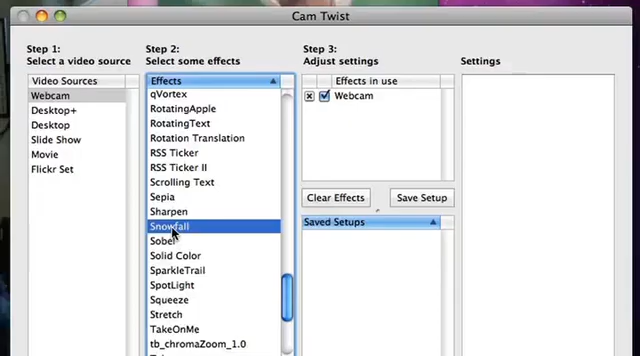 Cam Twist
Step 1:
Select a video source
Video Sources
Webcam
Desktop+
Desktop
Slide Show
Movie
Flickr Set
Step 2:
Select some effects
Effects
qVortex
RotatingApple
RotatingText
Rotation Translation
RSS Ticker
RSS Ticker II
Scrolling Text
Sepia
Sharpen
Snowfall
Sobel
Solid Color
SparkleTrail
SpotLight
Squeeze
Stretch
TakeOnMe
tb_chromaZoom_1.0
Step 3:
Adjust settings
Effects in use
Webcam
Clear Effects
Save Setup
Saved Setups
Settings